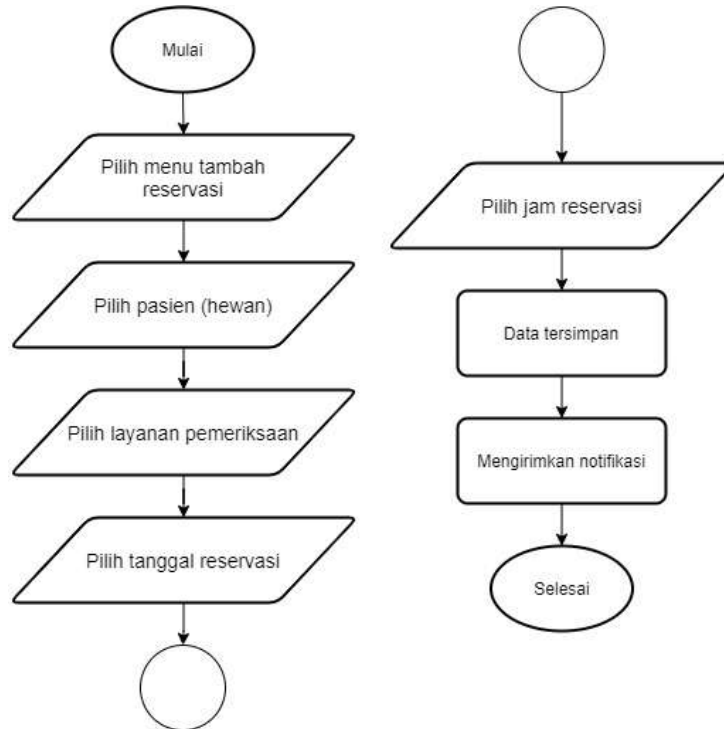 Mulai
Pilih menu tambah
reservasi
Pilih pasien (hewan)
Pilih layanan pemeriksaan
Pilih tanggal reservasi
Pilih jam reservasi
Data tersimpan
Mengirimkan notifikasi
Selesai